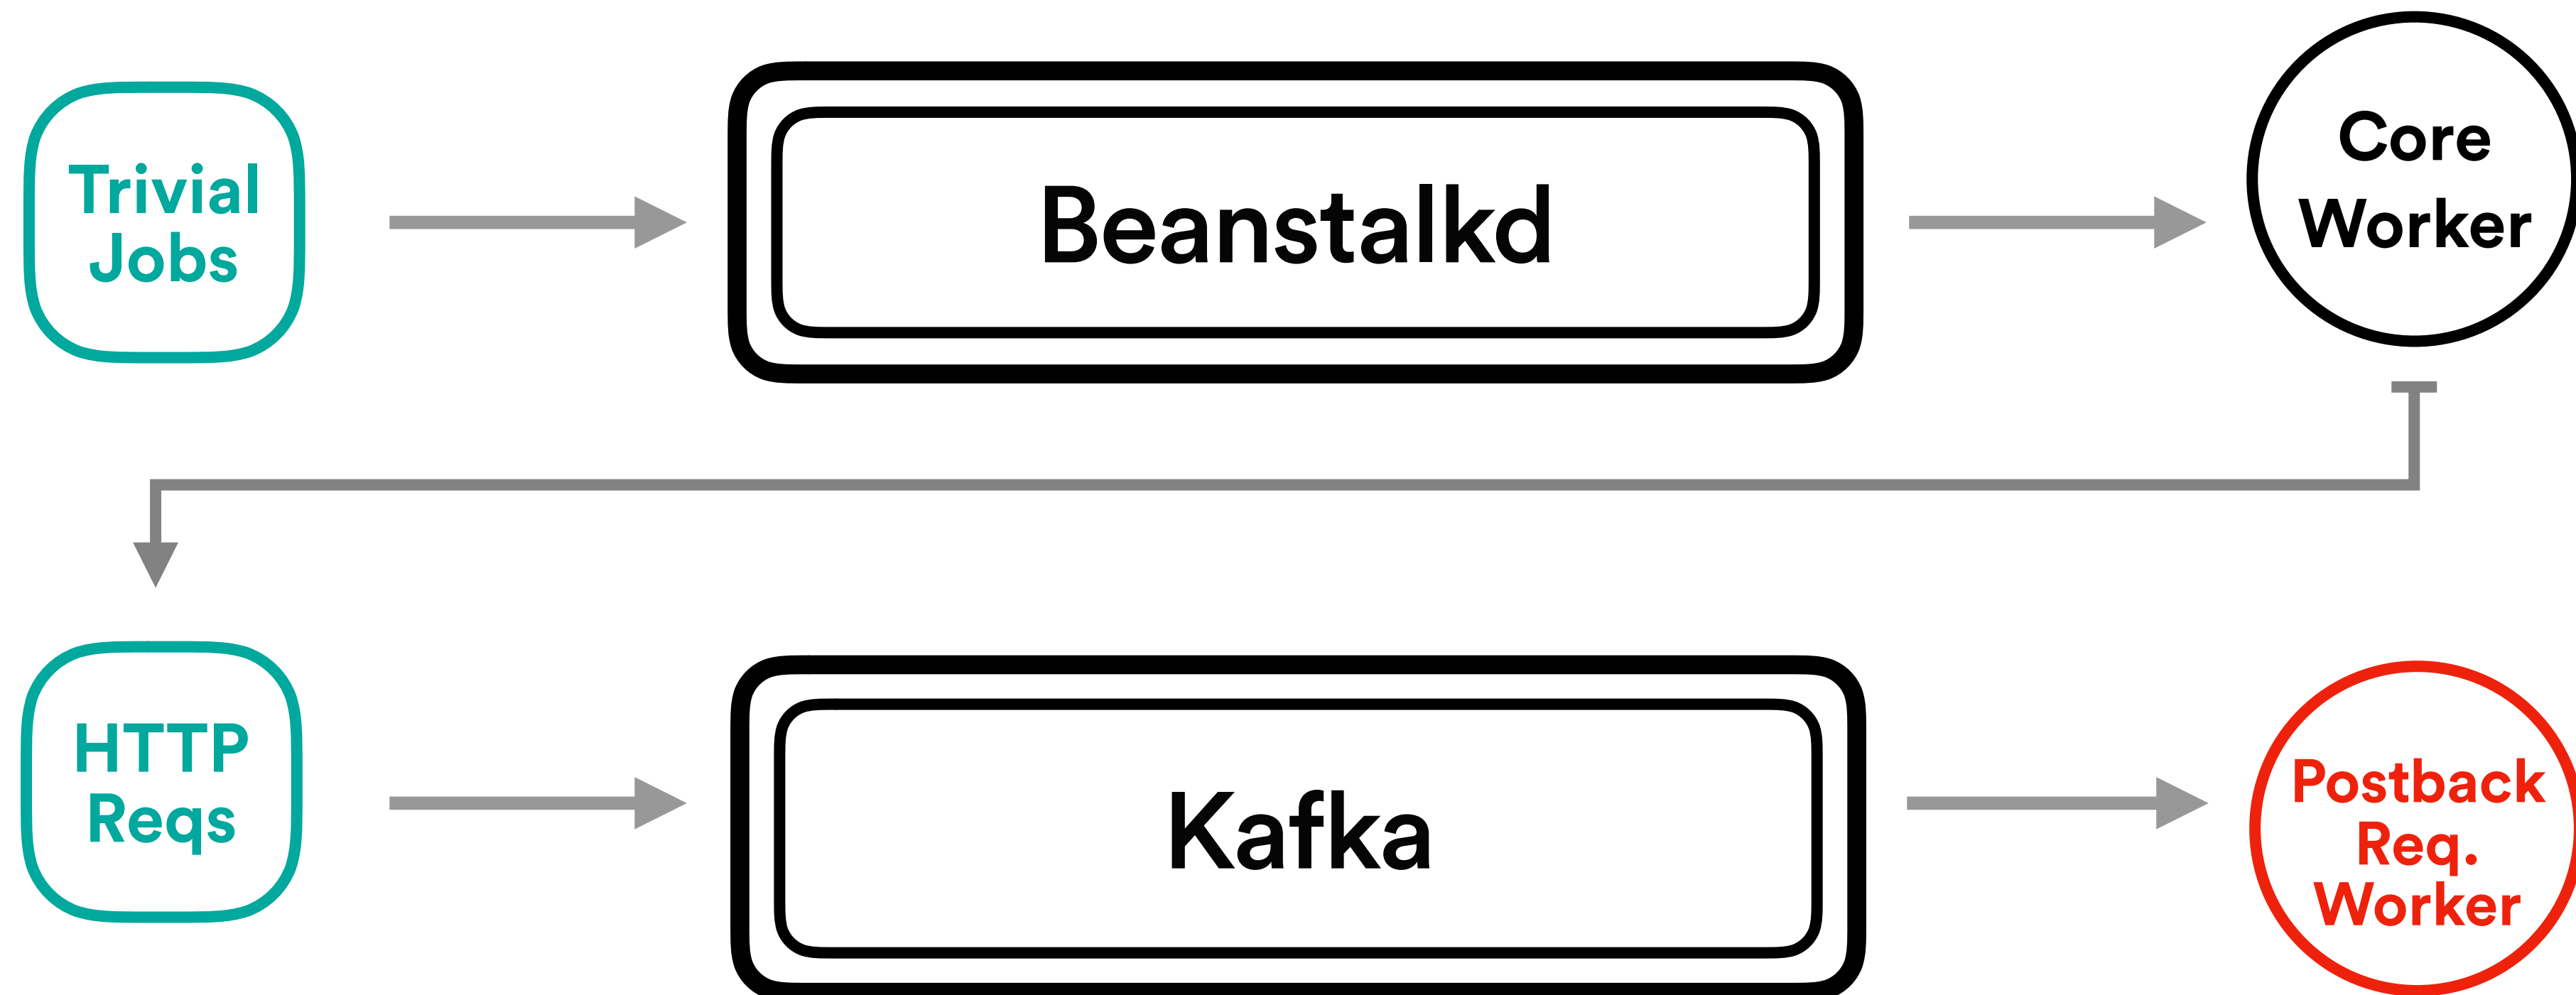 Trivial
Jobs
Beanstalkd
Core
Worker
HTTP
Reqs
Kafka
Postback
Req.
Worker